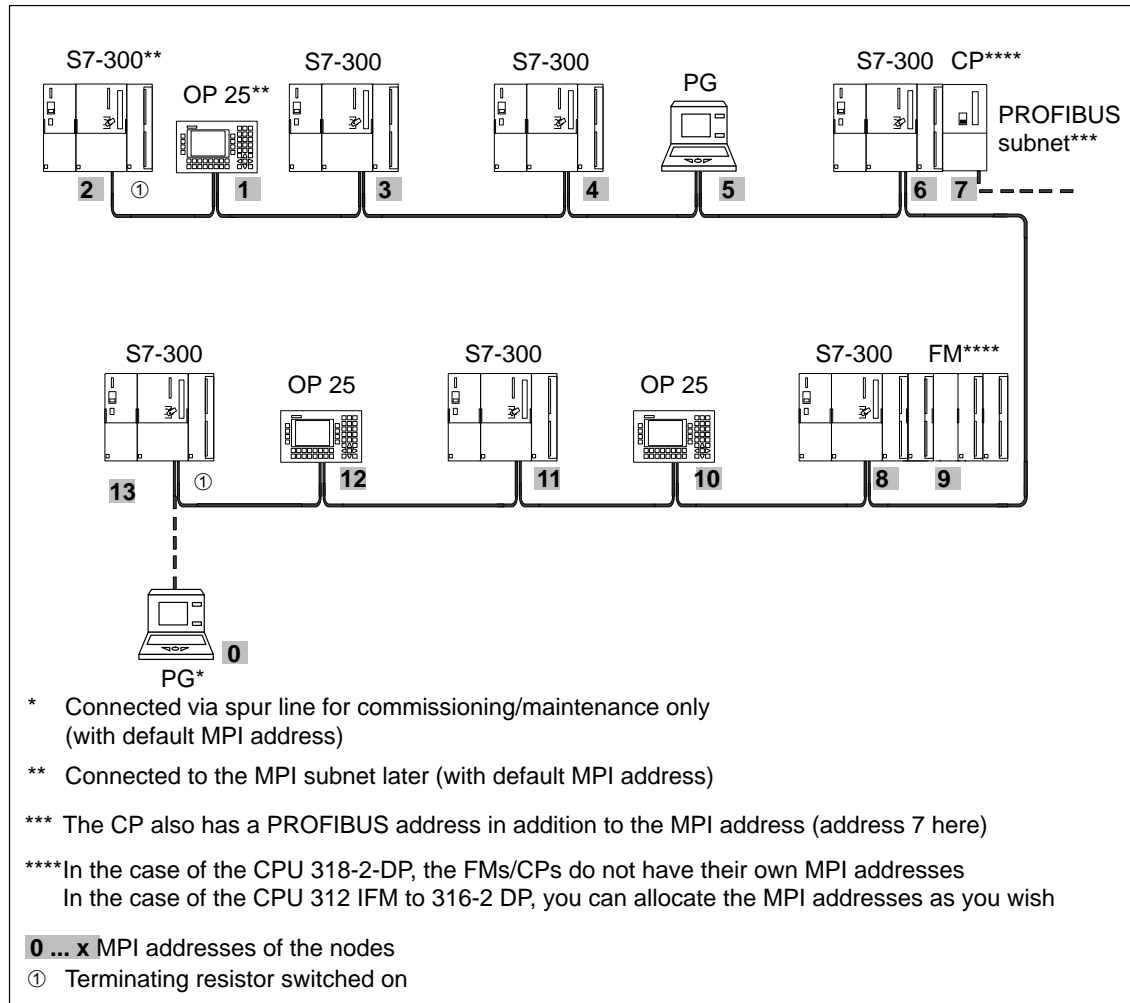 S7-300** S7-300 S7-300 S7-300 CP****
OP 25** PG
PROFIBUS
subnet***
2 ① 1 3 4 5 6 7
S7-300 S7-300 S7-300 FM****
OP 25 OP 25
13 ① 12 11 10 8 9
0
PG*
* Connected via spur line for commissioning/maintenance only
(with default MPI address)
** Connected to the MPI subnet later (with default MPI address)
*** The CP also has a PROFIBUS address in addition to the MPI address (address 7 here)
****In the case of the CPU 318-2-DP, the FMs/CPs do not have their own MPI addresses
In the case of the CPU 312 IFM to 316-2 DP, you can allocate the MPI addresses as you wish
0 ... x MPI addresses of the nodes
① Terminating resistor switched on